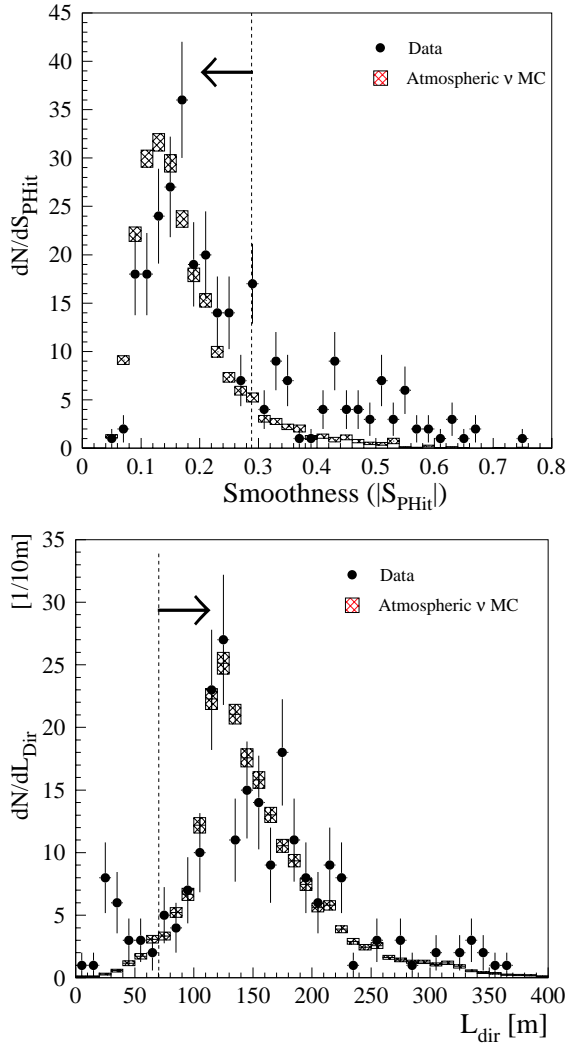 dN/dS_PHit
45
40
35
30
25
20
15
10
5
0
Data
Atmospheric ν MC
0 0.1 0.2 0.3 0.4 0.5 0.6 0.7 0.8
Smoothness (|S_PHit|)
dN/dL_Dir [1/10m]
35
30
25
20
15
10
5
0
Data
Atmospheric ν MC
0 50 100 150 200 250 300 350 400
L_dir [m]